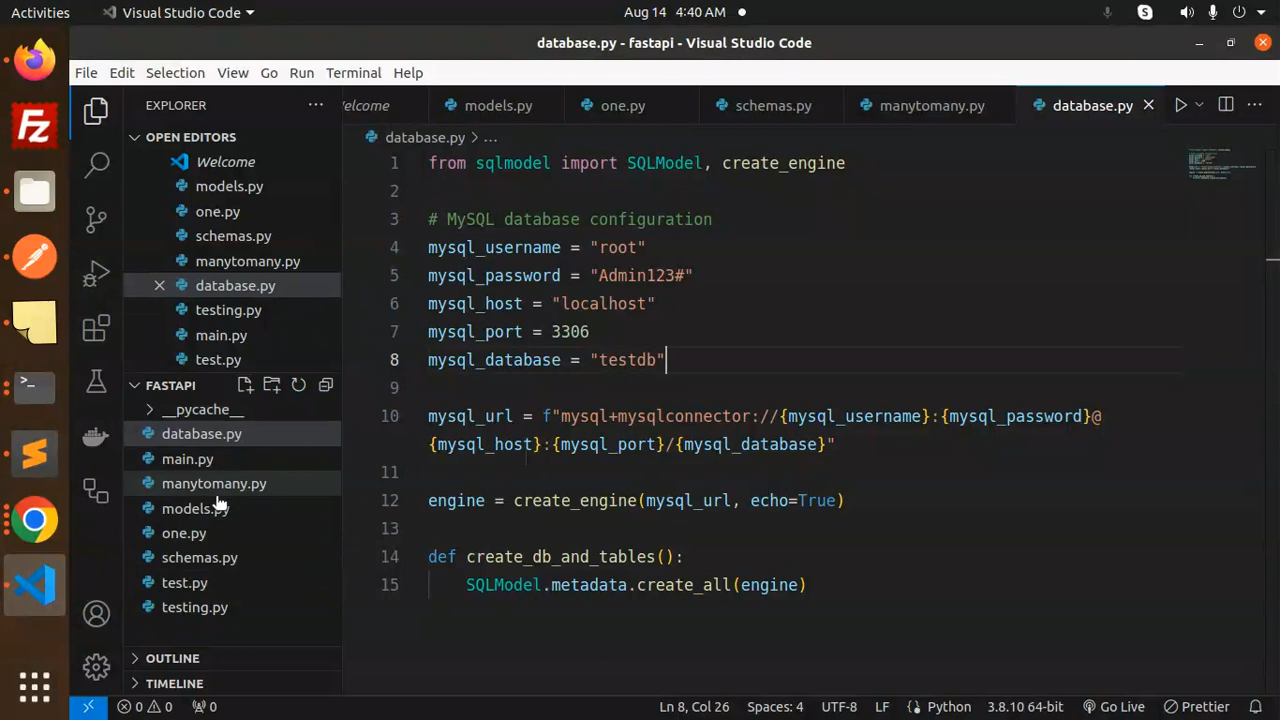 Activities
Visual Studio Code
Aug 14 4:40 AM
database.py - fastapi - Visual Studio Code
File Edit Selection View Go Run Terminal Help
EXPLORER
elcome
models.py
one.py
schemas.py
manytomany.py
database.py
OPEN EDITORS
Welcome
models.py
one.py
schemas.py
manytomany.py
database.py
testing.py
main.py
test.py
FASTAPI
__pycache__
database.py
main.py
manytomany.py
models.py
one.py
schemas.py
test.py
testing.py
OUTLINE
TIMELINE
database.py > ...
1 from sqlmodel import SQLModel, create_engine
2
3 # MySQL database configuration
4 mysql_username = "root"
5 mysql_password = "Admin123#"
6 mysql_host = "localhost"
7 mysql_port = 3306
8 mysql_database = "testdb"
9
10 mysql_url = f"mysql+mysqlconnector://{mysql_username}:{mysql_password}@
{mysql_host}:{mysql_port}/{mysql_database}"
11
12 engine = create_engine(mysql_url, echo=True)
13
14 def create_db_and_tables():
15 SQLModel.metadata.create_all(engine)
0 0 0
Ln 8, Col 26 Spaces: 4 UTF-8 LF Python 3.8.10 64-bit Go Live Prettier